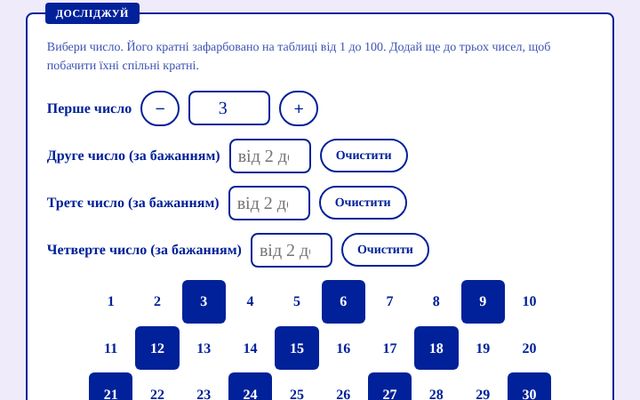 ДОСЛІДЖУЙ
Вибери число. Його кратні зафарбовано на таблиці від 1 до 100. Додай ще до трьох чисел, щоб
побачити їхні спільні кратні.
Перше число − 3 +
Друге число (за бажанням) від 2 д Очистити
Третє число (за бажанням) від 2 д Очистити
Четверте число (за бажанням) від 2 д Очистити
1 2 3 4 5 6 7 8 9 10
11 12 13 14 15 16 17 18 19 20
21 22 23 24 25 26 27 28 29 30